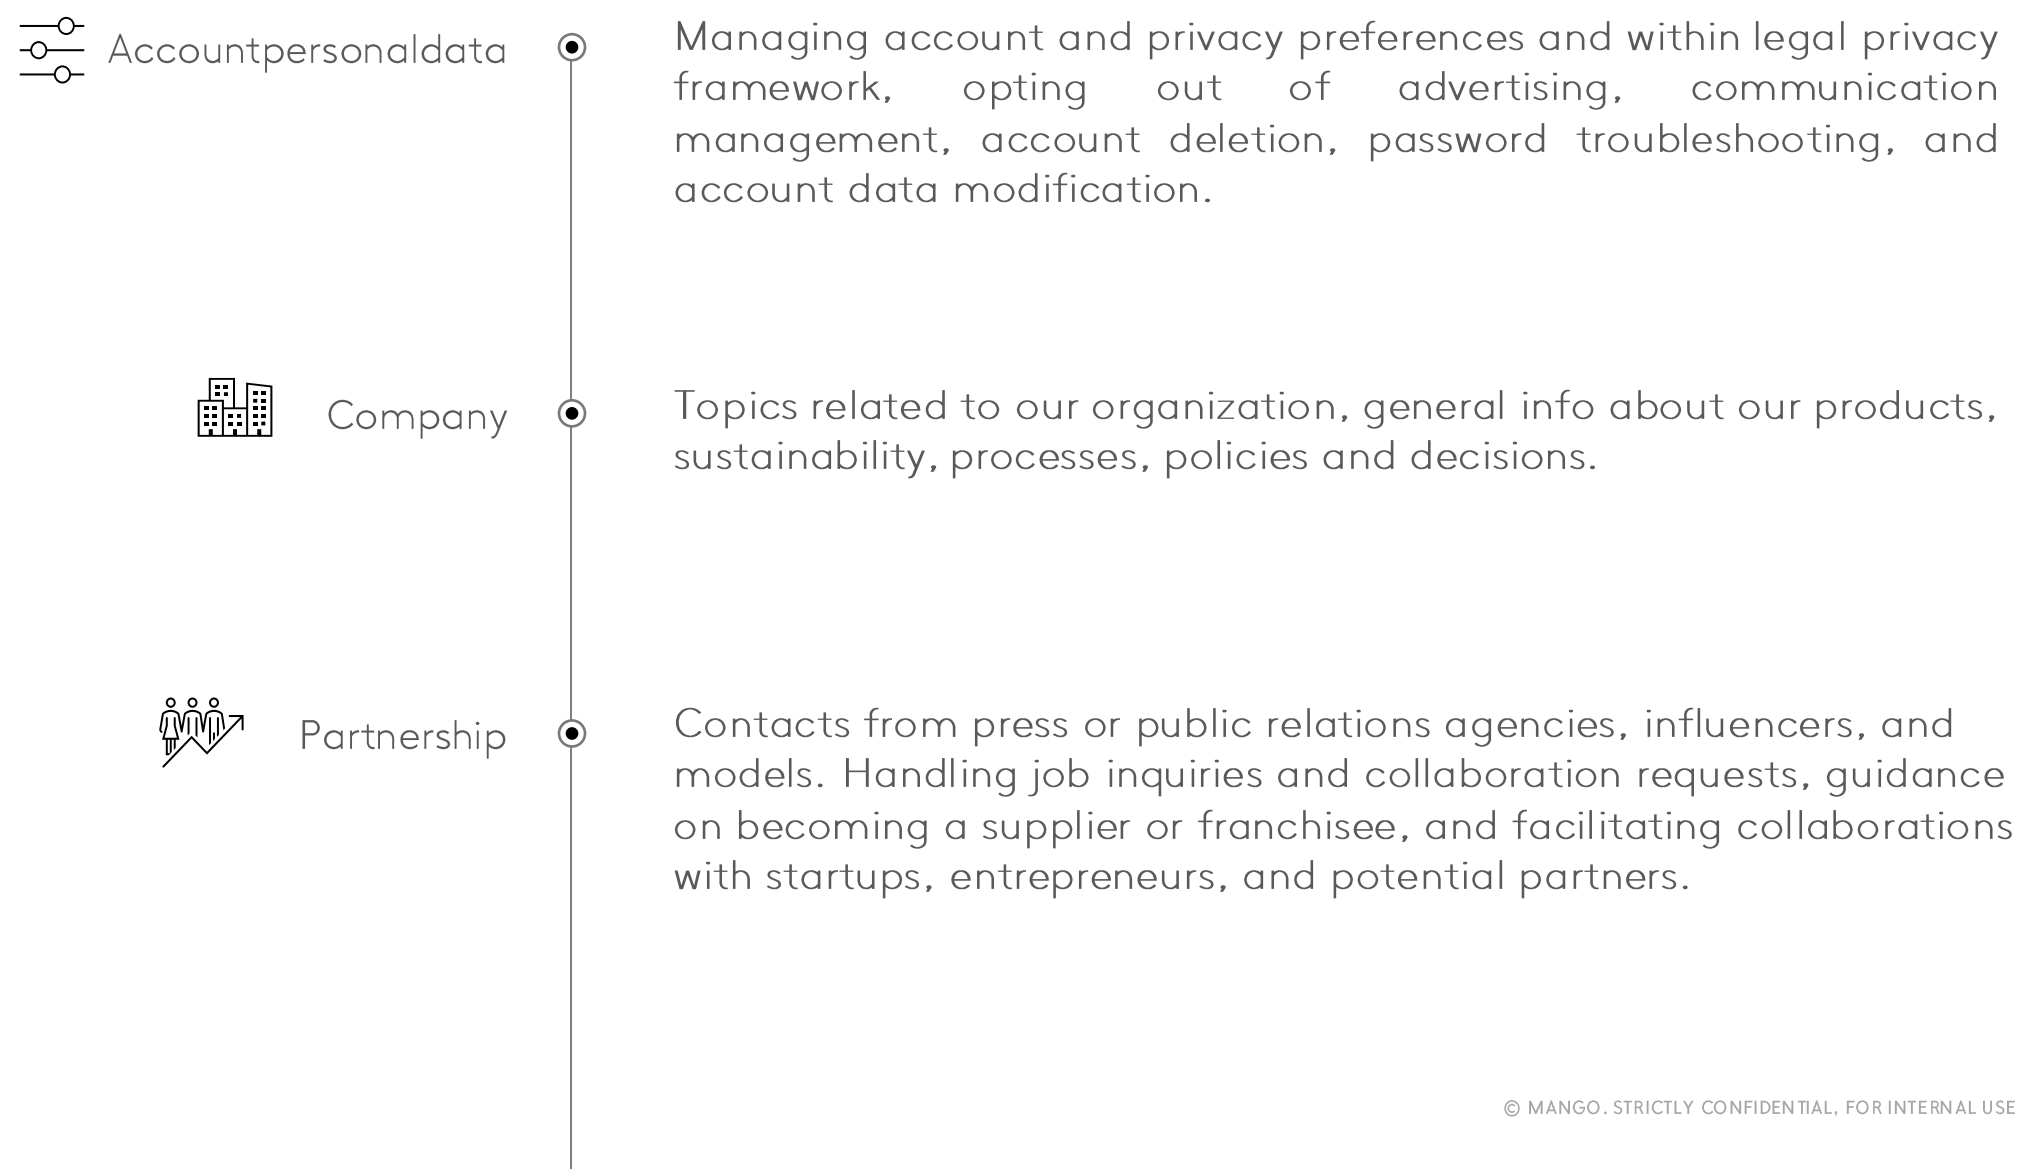 Accountpersonaldata
Managing account and privacy preferences and within legal privacy
framework, opting out of advertising, communication
management, account deletion, password troubleshooting, and
account data modification.
Company
Topics related to our organization, general info about our products,
sustainability, processes, policies and decisions.
Partnership
Contacts from press or public relations agencies, influencers, and
models. Handling job inquiries and collaboration requests, guidance
on becoming a supplier or franchisee, and facilitating collaborations
with startups, entrepreneurs, and potential partners.
© MANGO. STRICTLY CONFIDENTIAL, FOR INTERNAL USE